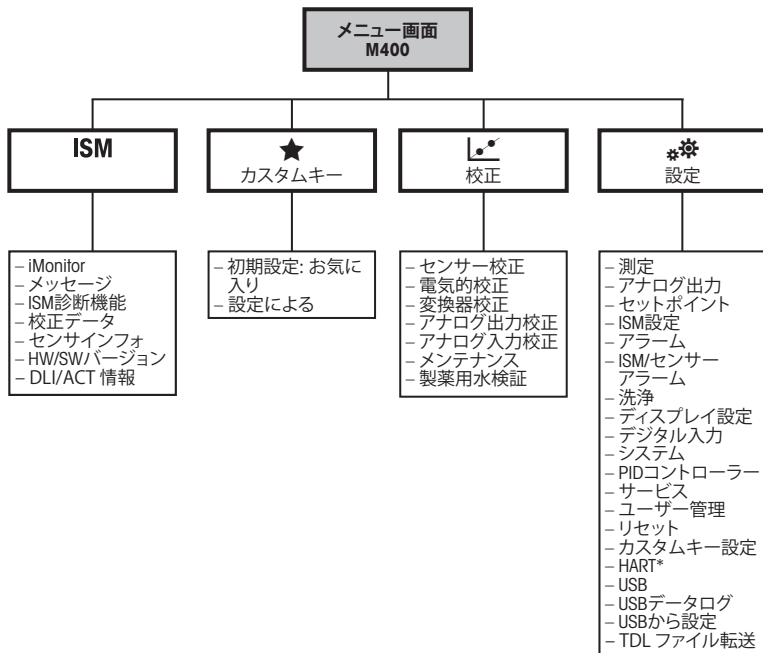 メニュー画面
M400
ISM
カスタムキー
校正
設定
– iMonitor
– メッセージ
– ISM診断機能
– 校正データ
– センサインフォ
– HW/SWバージョン
– DLI/ACT 情報
– 初期設定: お気に
入り
– 設定による
– センサー校正
– 電気的校正
– 変換器校正
– アナログ出力校正
– アナログ入力校正
– メンテナンス
– 製薬用水検証
– 測定
– アナログ出力
– セットポイント
– ISM設定
– アラーム
– ISM/センサー
アラーム
– 洗浄
– ディスプレイ設定
– デジタル入力
– システム
– PIDコントローラー
– サービス
– ユーザー管理
– リセット
– カスタムキー設定
– HART*
– USB
– USBデータログ
– USBから設定
– TDL ファイル転送